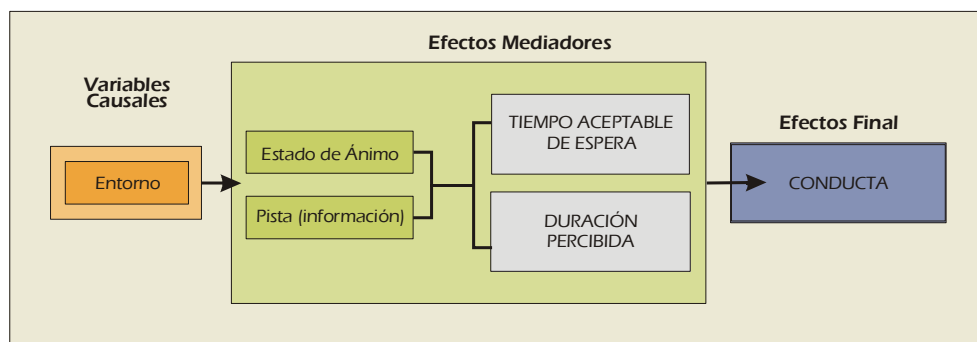 Efectos Mediadores
Variables
Causales
Entorno
Estado de Ánimo
Pista (información)
TIEMPO ACEPTABLE
DE ESPERA
DURACIÓN
PERCIBIDA
Efectos Final
CONDUCTA